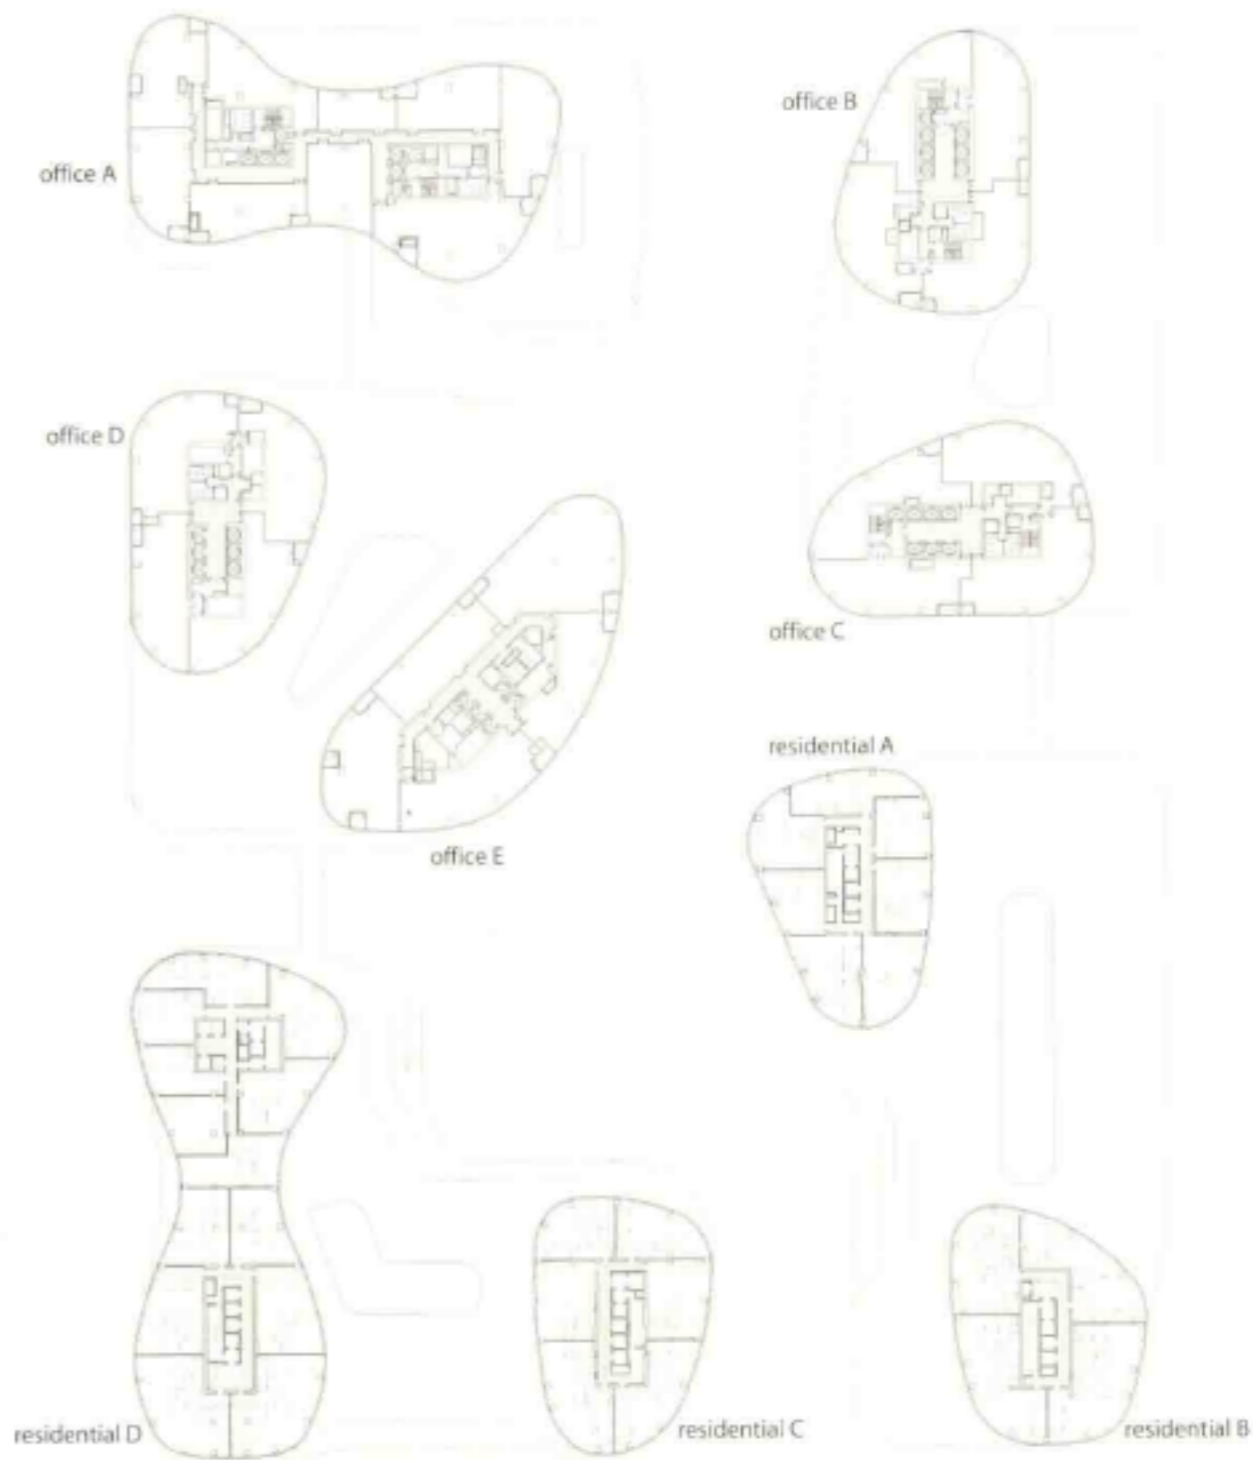 office B
office A
office D
office C
residential A
office E
residential D
residential C
residential B